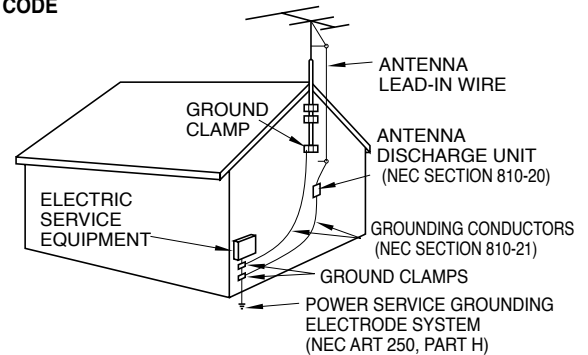 CODE
ANTENNA
LEAD-IN WIRE
GROUND
CLAMP
ANTENNA
DISCHARGE UNIT
(NEC SECTION 810-20)
ELECTRIC
SERVICE
EQUIPMENT
GROUNDING CONDUCTORS
(NEC SECTION 810-21)
GROUND CLAMPS
POWER SERVICE GROUNDING
ELECTRODE SYSTEM
(NEC ART 250, PART H)